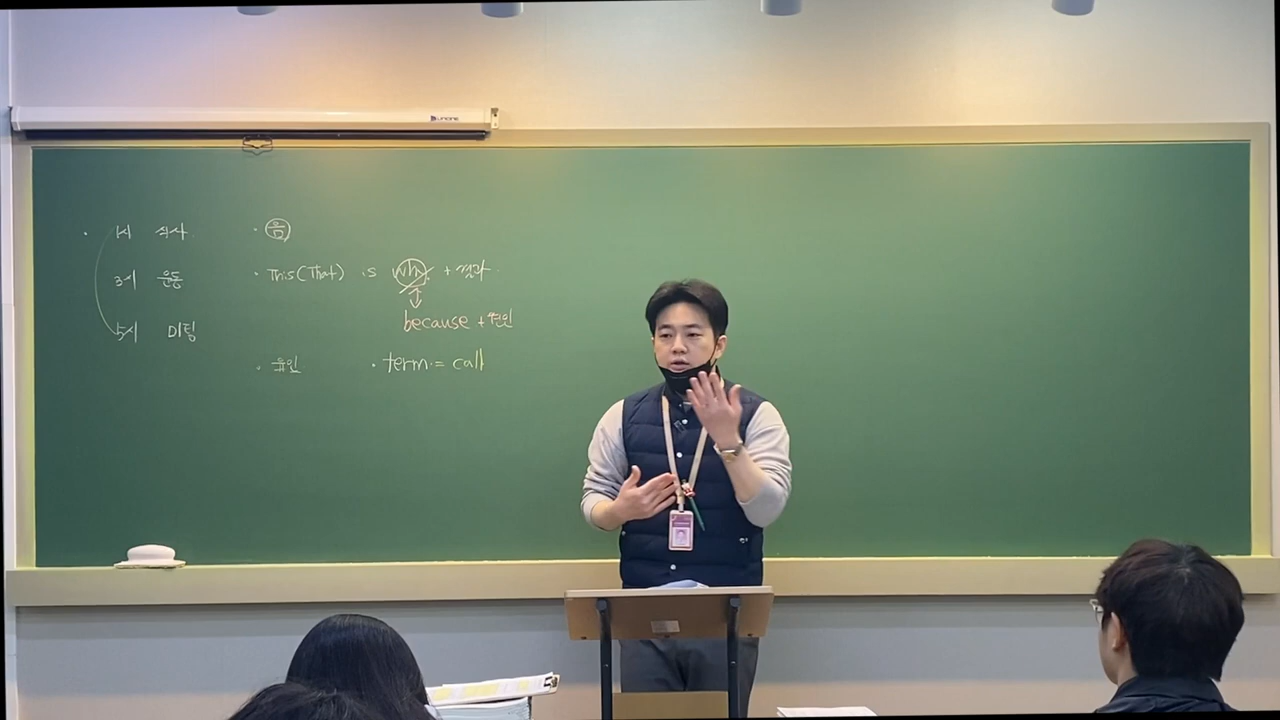 · 1시 식사
3시 운동
5시 미팅
· 음
· This(That) is why + 결과
because + 원인
· 유인 · term = call